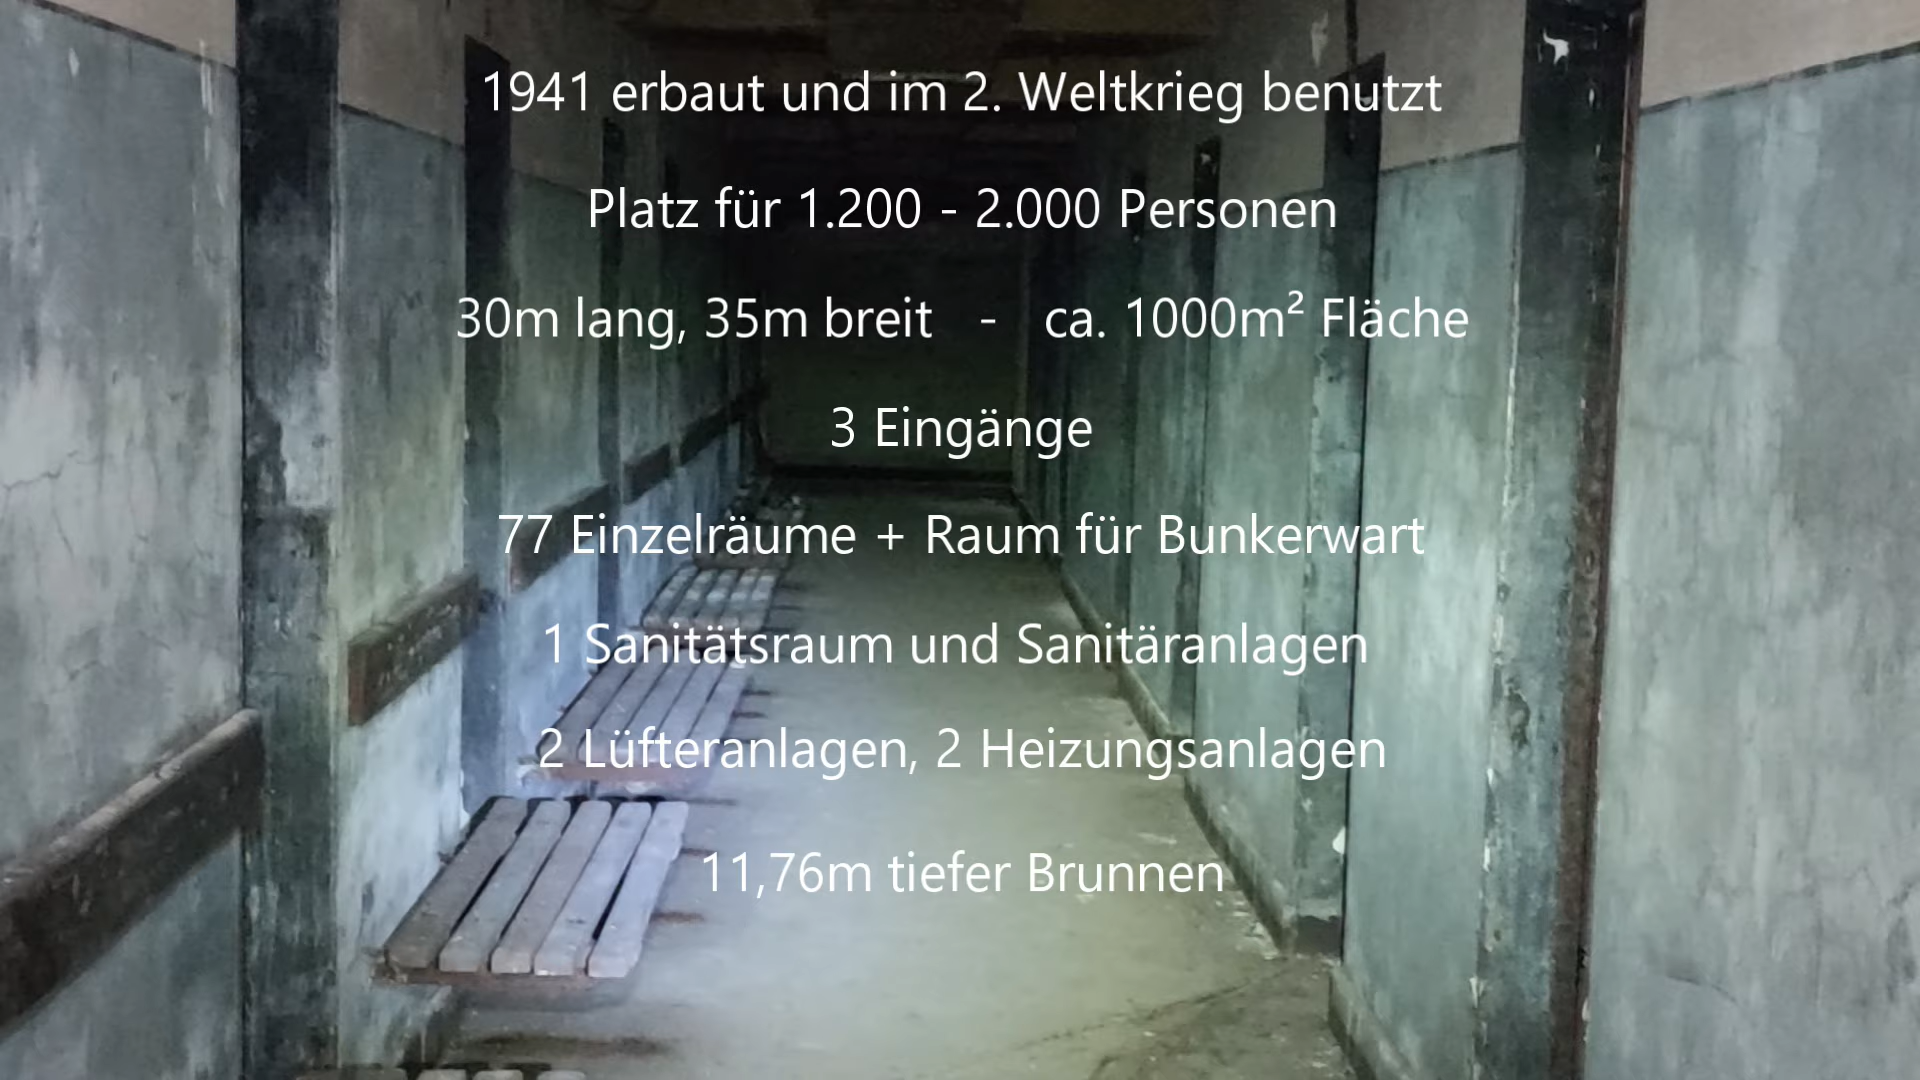 1941 erbaut und im 2. Weltkrieg benutzt
Platz für 1.200 - 2.000 Personen
30m lang, 35m breit - ca. 1000m² Fläche
3 Eingänge
77 Einzelräume + Raum für Bunkerwart
1 Sanitätsraum und Sanitäranlagen
2 Lüfteranlagen, 2 Heizungsanlagen
11,76m tiefer Brunnen